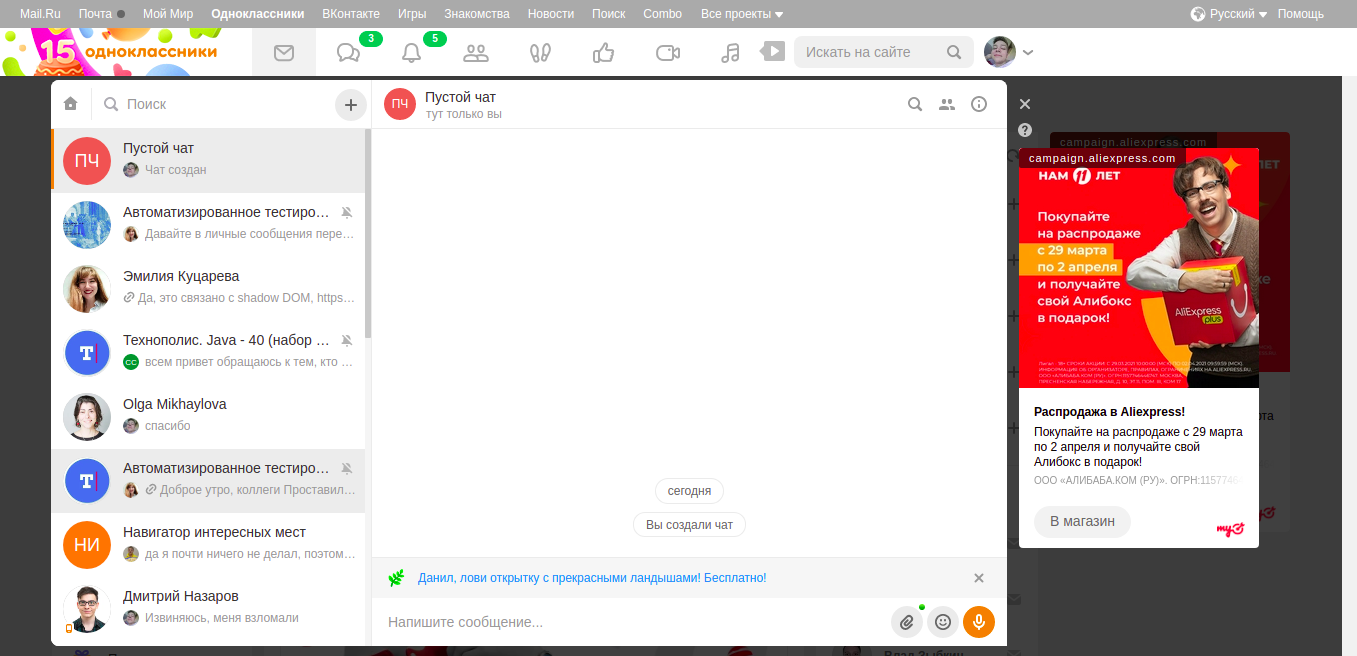 Mail.Ru Почта Мой Мир Одноклассники ВКонтакте Игры Знакомства Новости Поиск Combo Все проекты Русский Помощь
15 одноклассники
3
5
Искать на сайте
Поиск
ПЧ
Пустой чат
Чат создан
Автоматизированное тестиро...
Давайте в личные сообщения пере...
Эмилия Куцарева
Да, это связано с shadow DOM, https...
Т
Технополис. Java - 40 (набор ...
СС
всем привет обращаюсь к тем, кто ...
Olga Mikhaylova
спасибо
Т
Автоматизированное тестиро...
Доброе утро, коллеги Проставил...
НИ
Навигатор интересных мест
да я почти ничего не делал, поэтом...
Дмитрий Назаров
Извиняюсь, меня взломали
ПЧ
Пустой чат
тут только вы
сегодня
Вы создали чат
Данил, лови открытку с прекрасными ландышами! Бесплатно!
Напишите сообщение...
campaign.aliexpress.com
campaign.aliexpress.com
НАМ 11 ЛЕТ
Покупайте
на распродаже
с 29 марта
по 2 апреля
и получайте
свой Алибокс
в подарок!
AliExpress
plus
Распродажа в Aliexpress!
Покупайте на распродаже с 29 марта
по 2 апреля и получайте свой
Алибокс в подарок!
ООО «АЛИБАБА.КОМ (РУ)». ОГРН:1157746
В магазин
my